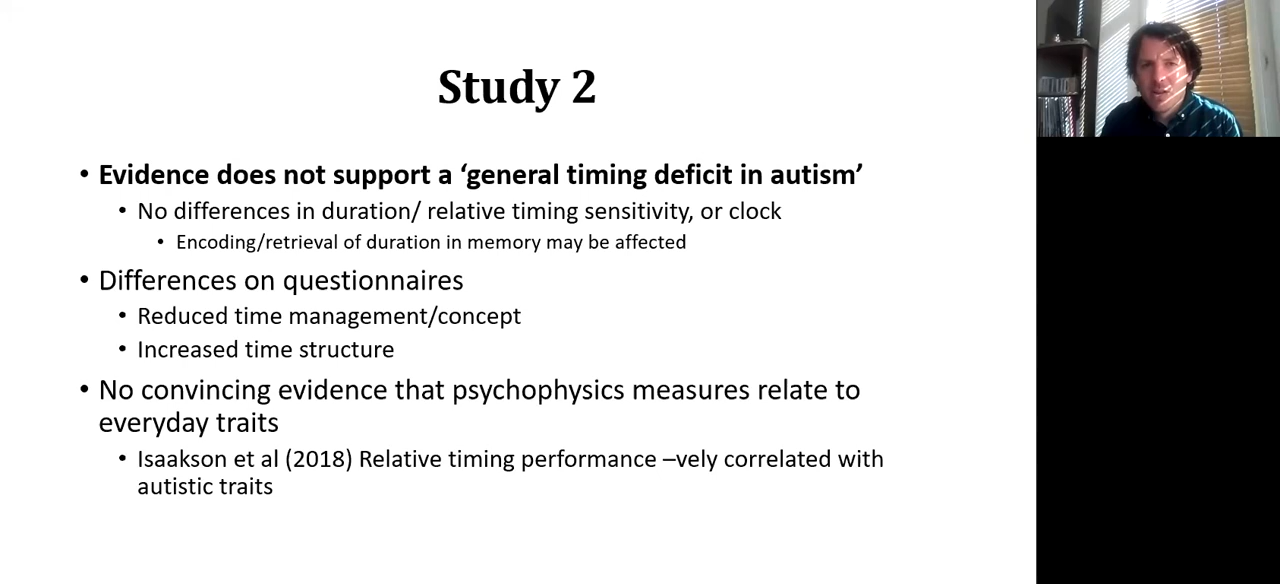 Study 2
• Evidence does not support a ‘general timing deficit in autism’
• No differences in duration/ relative timing sensitivity, or clock
• Encoding/retrieval of duration in memory may be affected
• Differences on questionnaires
• Reduced time management/concept
• Increased time structure
• No convincing evidence that psychophysics measures relate to
everyday traits
• Isaakson et al (2018) Relative timing performance –vely correlated with
autistic traits